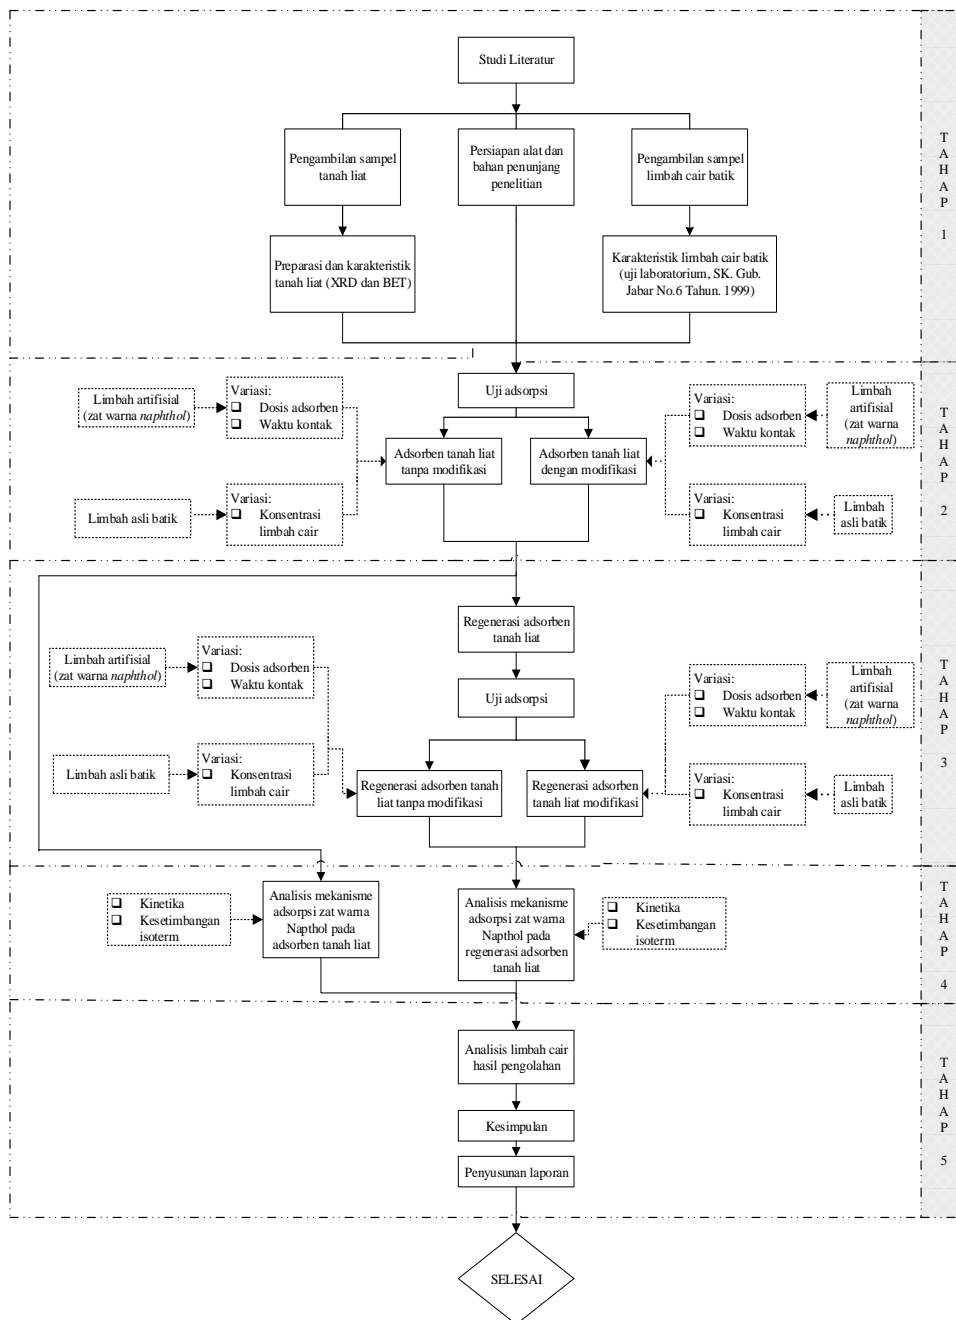 Studi Literatur
Pengambilan sampel
tanah liat
Persiapan alat dan
bahan penunjang
penelitian
Pengambilan sampel
limbah cair batik
Preparasi dan karakteristik
tanah liat (XRD dan BET)
Karakteristik limbah cair batik
(uji laboratorium, SK. Gub.
Jabar No.6 Tahun. 1999)
TAHAP 1
Uji adsorpsi
Limbah artifisial
(zat warna naphthol)
Variasi:
❑ Dosis adsorben
❑ Waktu kontak
Limbah asli batik
Variasi:
❑ Konsentrasi
limbah cair
Adsorben tanah liat
tanpa modifikasi
Adsorben tanah liat
dengan modifikasi
Variasi:
❑ Dosis adsorben
❑ Waktu kontak
Limbah
artifisial
(zat warna
naphthol)
Variasi:
❑ Konsentrasi
limbah cair
Limbah
asli batik
TAHAP 2
Regenerasi adsorben
tanah liat
Uji adsorpsi
Limbah artifisial
(zat warna naphthol)
Variasi:
❑ Dosis adsorben
❑ Waktu kontak
Limbah asli batik
Variasi:
❑ Konsentrasi
limbah cair
Regenerasi adsorben tanah
liat tanpa modifikasi
Regenerasi adsorben
tanah liat modifikasi
Variasi:
❑ Dosis adsorben
❑ Waktu kontak
Limbah
artifisial
(zat warna
naphthol)
Variasi:
❑ Konsentrasi
limbah cair
Limbah
asli batik
TAHAP 3
❑ Kinetika
❑ Kesetimbangan
isoterm
Analisis mekanisme
adsorpsi zat warna
Napthol pada
adsorben tanah liat
Analisis mekanisme
adsorpsi zat warna
Napthol pada
regenerasi adsorben
tanah liat
❑ Kinetika
❑ Kesetimbangan
isoterm
TAHAP 4
Analisis limbah cair
hasil pengolahan
Kesimpulan
Penyusunan laporan
TAHAP 5
SELESAI